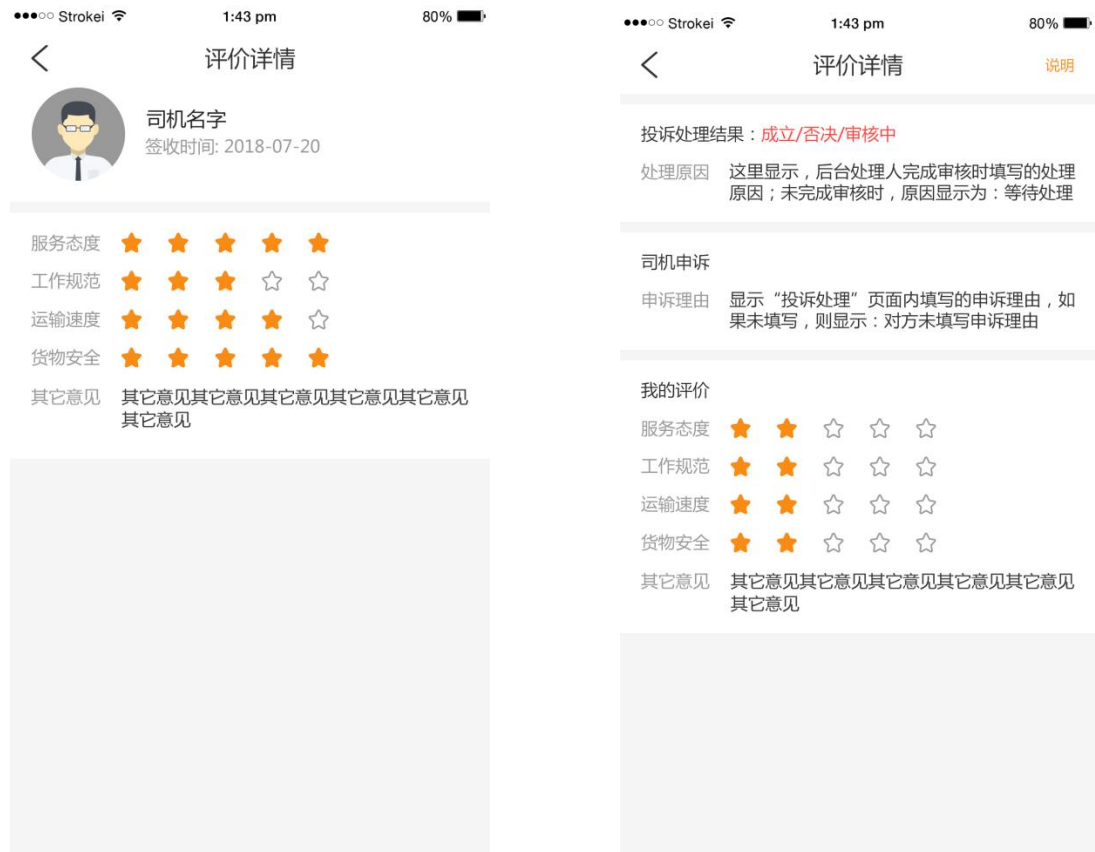 ●●●○○ Strokei 1:43 pm 80%
评价详情
司机名字
签收时间: 2018-07-20
服务态度
工作规范
运输速度
货物安全
其它意见 其它意见其它意见其它意见其它意见其它意见
其它意见
●●●○○ Strokei 1:43 pm 80%
评价详情 说明
投诉处理结果：成立/否决/审核中
处理原因 这里显示，后台处理人完成审核时填写的处理
原因；未完成审核时，原因显示为：等待处理
司机申诉
申诉理由 显示“投诉处理”页面内填写的申诉理由，如
果未填写，则显示：对方未填写申诉理由
我的评价
服务态度
工作规范
运输速度
货物安全
其它意见 其它意见其它意见其它意见其它意见其它意见
其它意见